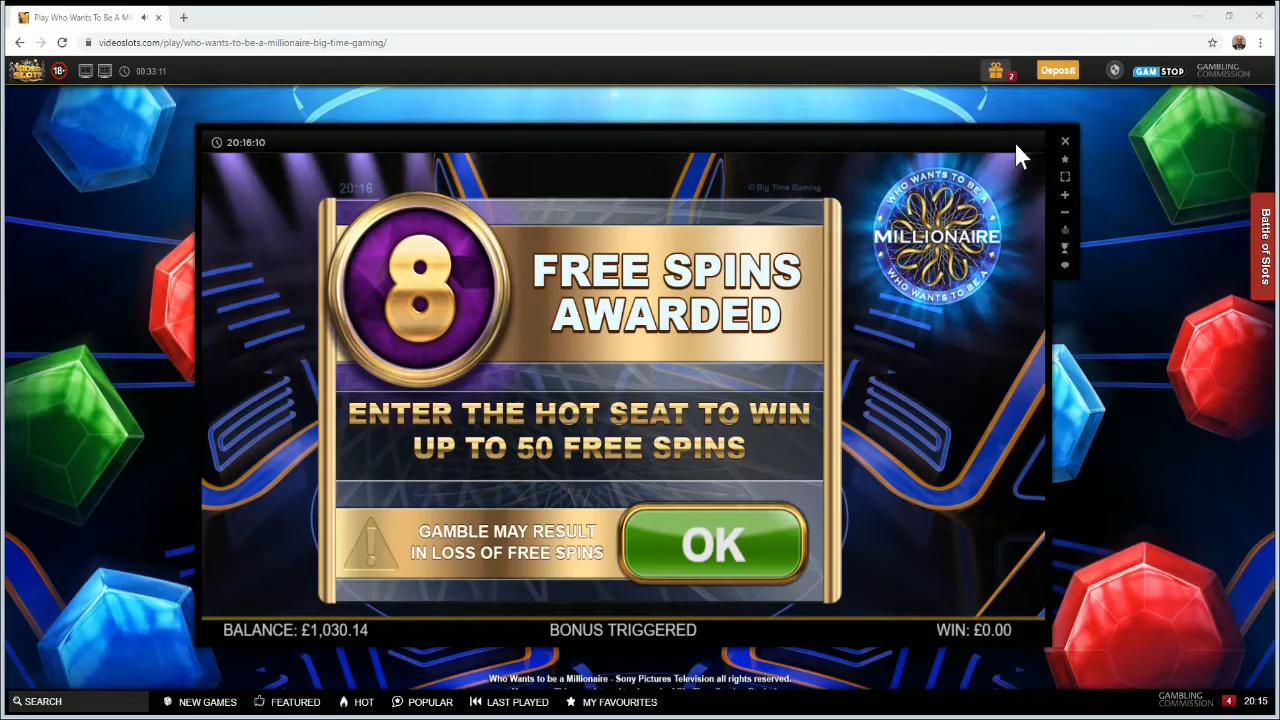 Play Who Wants To Be A Mi
videoslots.com/play/who-wants-to-be-a-millionaire-big-time-gaming/
VIDEO SLOTS
18+
00:33:11
2
Deposit
GAMSTOP
GAMBLING
COMMISSION
20:16:10
20:16
© Big Time Gaming
WHO WANTS TO BE A
MILLIONAIRE
WHO WANTS TO BE A
Battle of Slots
8
FREE SPINS
AWARDED
ENTER THE HOT SEAT TO WIN
UP TO 50 FREE SPINS
GAMBLE MAY RESULT
IN LOSS OF FREE SPINS
OK
BALANCE: £1,030.14
BONUS TRIGGERED
WIN: £0.00
Who Wants to be a Millionaire - Sony Pictures Television all rights reserved.
SEARCH
NEW GAMES
FEATURED
HOT
POPULAR
LAST PLAYED
MY FAVOURITES
GAMBLING
COMMISSION
4
20:15